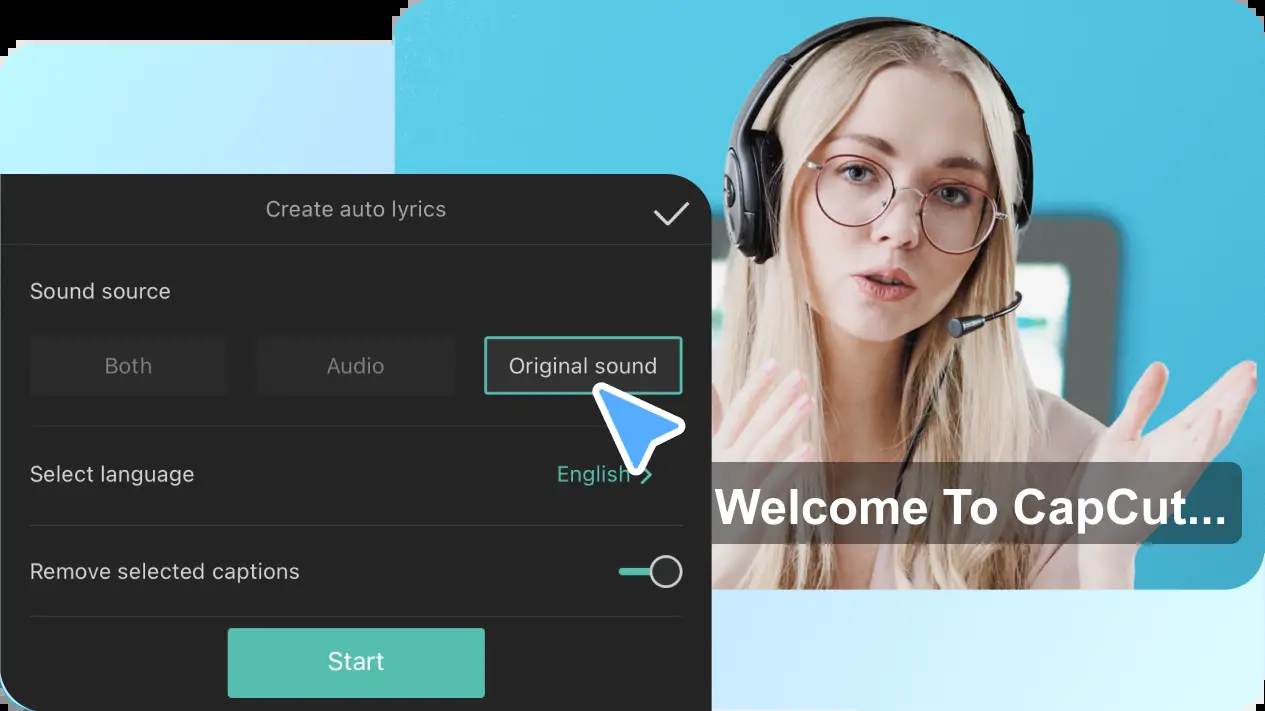 Create auto lyrics
Sound source
Both Audio Original sound
Select language English
Remove selected captions
Start
Welcome To CapCut...